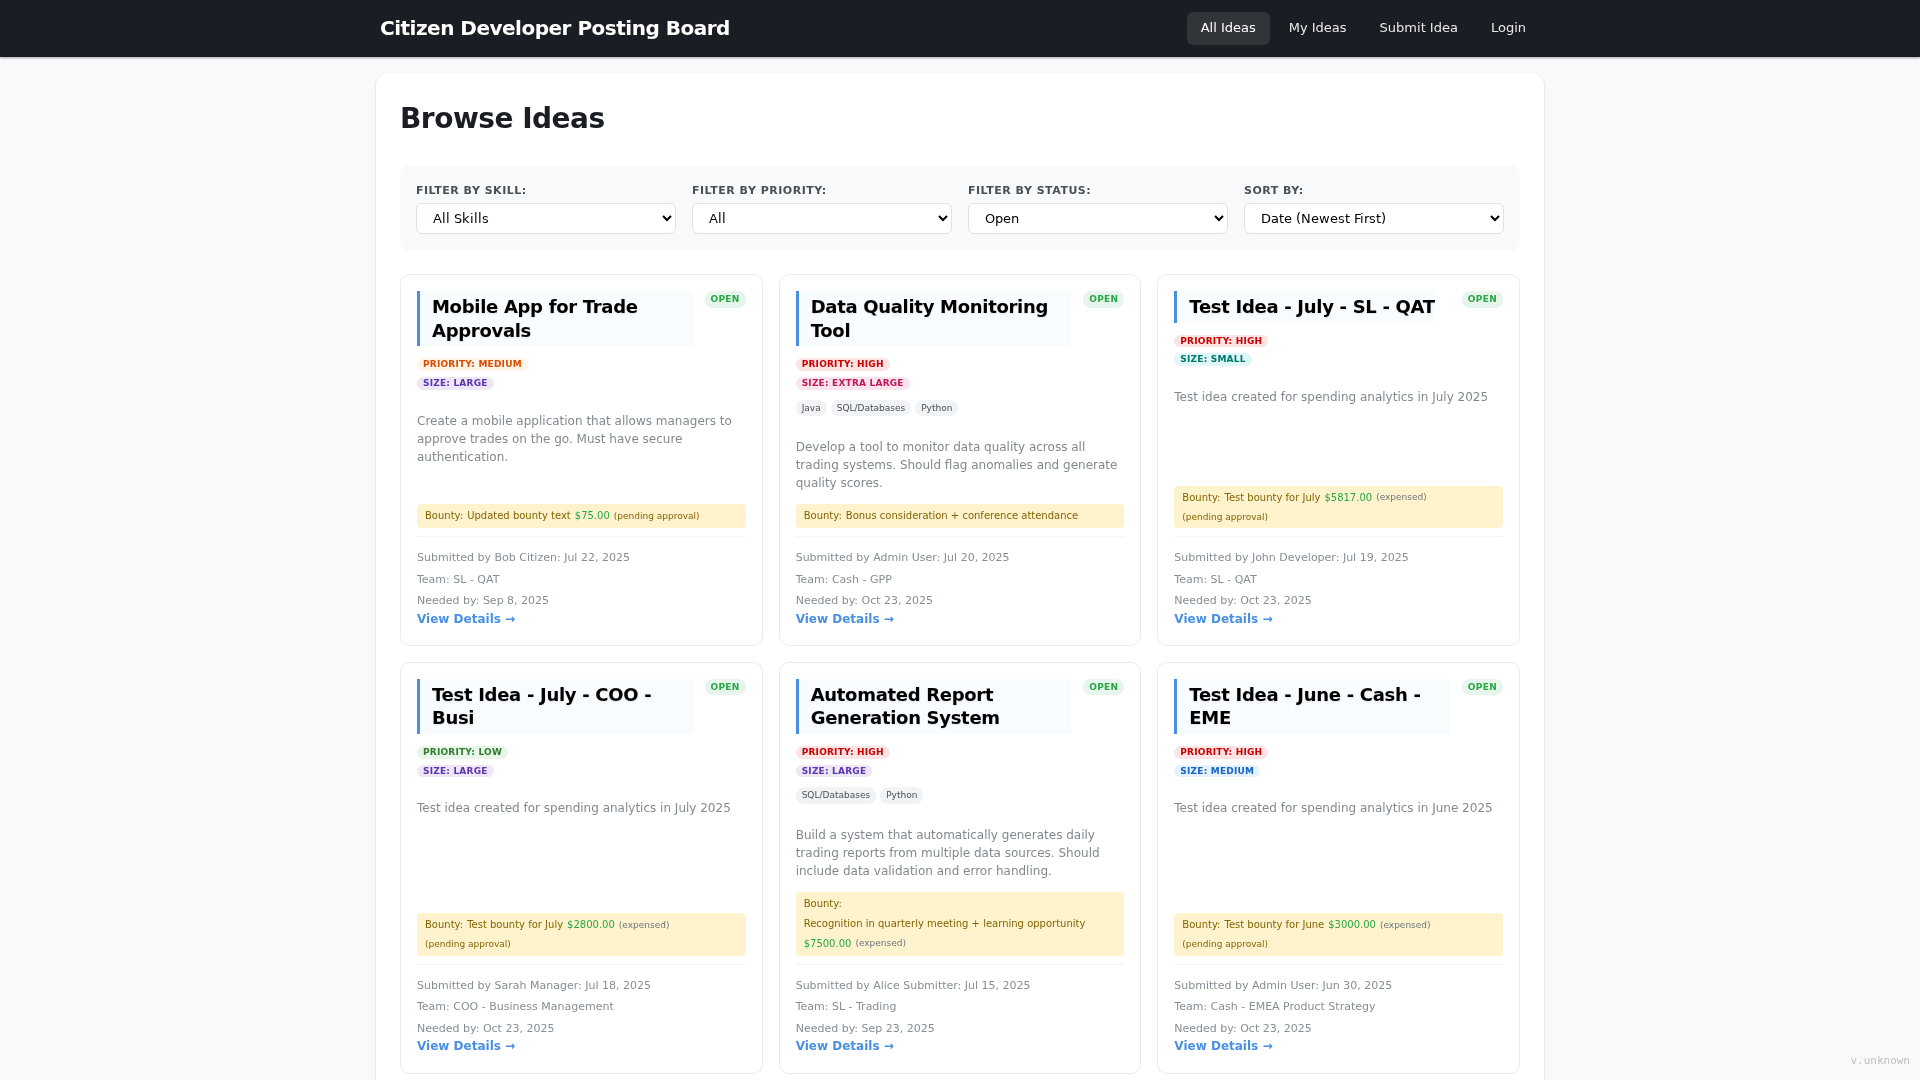 Citizen Developer Posting Board
All Ideas
My Ideas
Submit Idea
Login
Browse Ideas
FILTER BY SKILL:
All Skills
FILTER BY PRIORITY:
All
FILTER BY STATUS:
Open
SORT BY:
Date (Newest First)
Mobile App for Trade
Approvals
OPEN
PRIORITY: MEDIUM
SIZE: LARGE
Create a mobile application that allows managers to
approve trades on the go. Must have secure
authentication.
Bounty: Updated bounty text $75.00 (pending approval)
Submitted by Bob Citizen: Jul 22, 2025
Team: SL - QAT
Needed by: Sep 8, 2025
View Details →
Data Quality Monitoring
Tool
OPEN
PRIORITY: HIGH
SIZE: EXTRA LARGE
Java SQL/Databases Python
Develop a tool to monitor data quality across all
trading systems. Should flag anomalies and generate
quality scores.
Bounty: Bonus consideration + conference attendance
Submitted by Admin User: Jul 20, 2025
Team: Cash - GPP
Needed by: Oct 23, 2025
View Details →
Test Idea - July - SL - QAT
OPEN
PRIORITY: HIGH
SIZE: SMALL
Test idea created for spending analytics in July 2025
Bounty: Test bounty for July $5817.00 (expensed)
(pending approval)
Submitted by John Developer: Jul 19, 2025
Team: SL - QAT
Needed by: Oct 23, 2025
View Details →
Test Idea - July - COO -
Busi
OPEN
PRIORITY: LOW
SIZE: LARGE
Test idea created for spending analytics in July 2025
Bounty: Test bounty for July $2800.00 (expensed)
(pending approval)
Submitted by Sarah Manager: Jul 18, 2025
Team: COO - Business Management
Needed by: Oct 23, 2025
View Details →
Automated Report
Generation System
OPEN
PRIORITY: HIGH
SIZE: LARGE
SQL/Databases Python
Build a system that automatically generates daily
trading reports from multiple data sources. Should
include data validation and error handling.
Bounty:
Recognition in quarterly meeting + learning opportunity
$7500.00 (expensed)
Submitted by Alice Submitter: Jul 15, 2025
Team: SL - Trading
Needed by: Sep 23, 2025
View Details →
Test Idea - June - Cash -
EME
OPEN
PRIORITY: HIGH
SIZE: MEDIUM
Test idea created for spending analytics in June 2025
Bounty: Test bounty for June $3000.00 (expensed)
(pending approval)
Submitted by Admin User: Jun 30, 2025
Team: Cash - EMEA Product Strategy
Needed by: Oct 23, 2025
View Details →
v.unknown